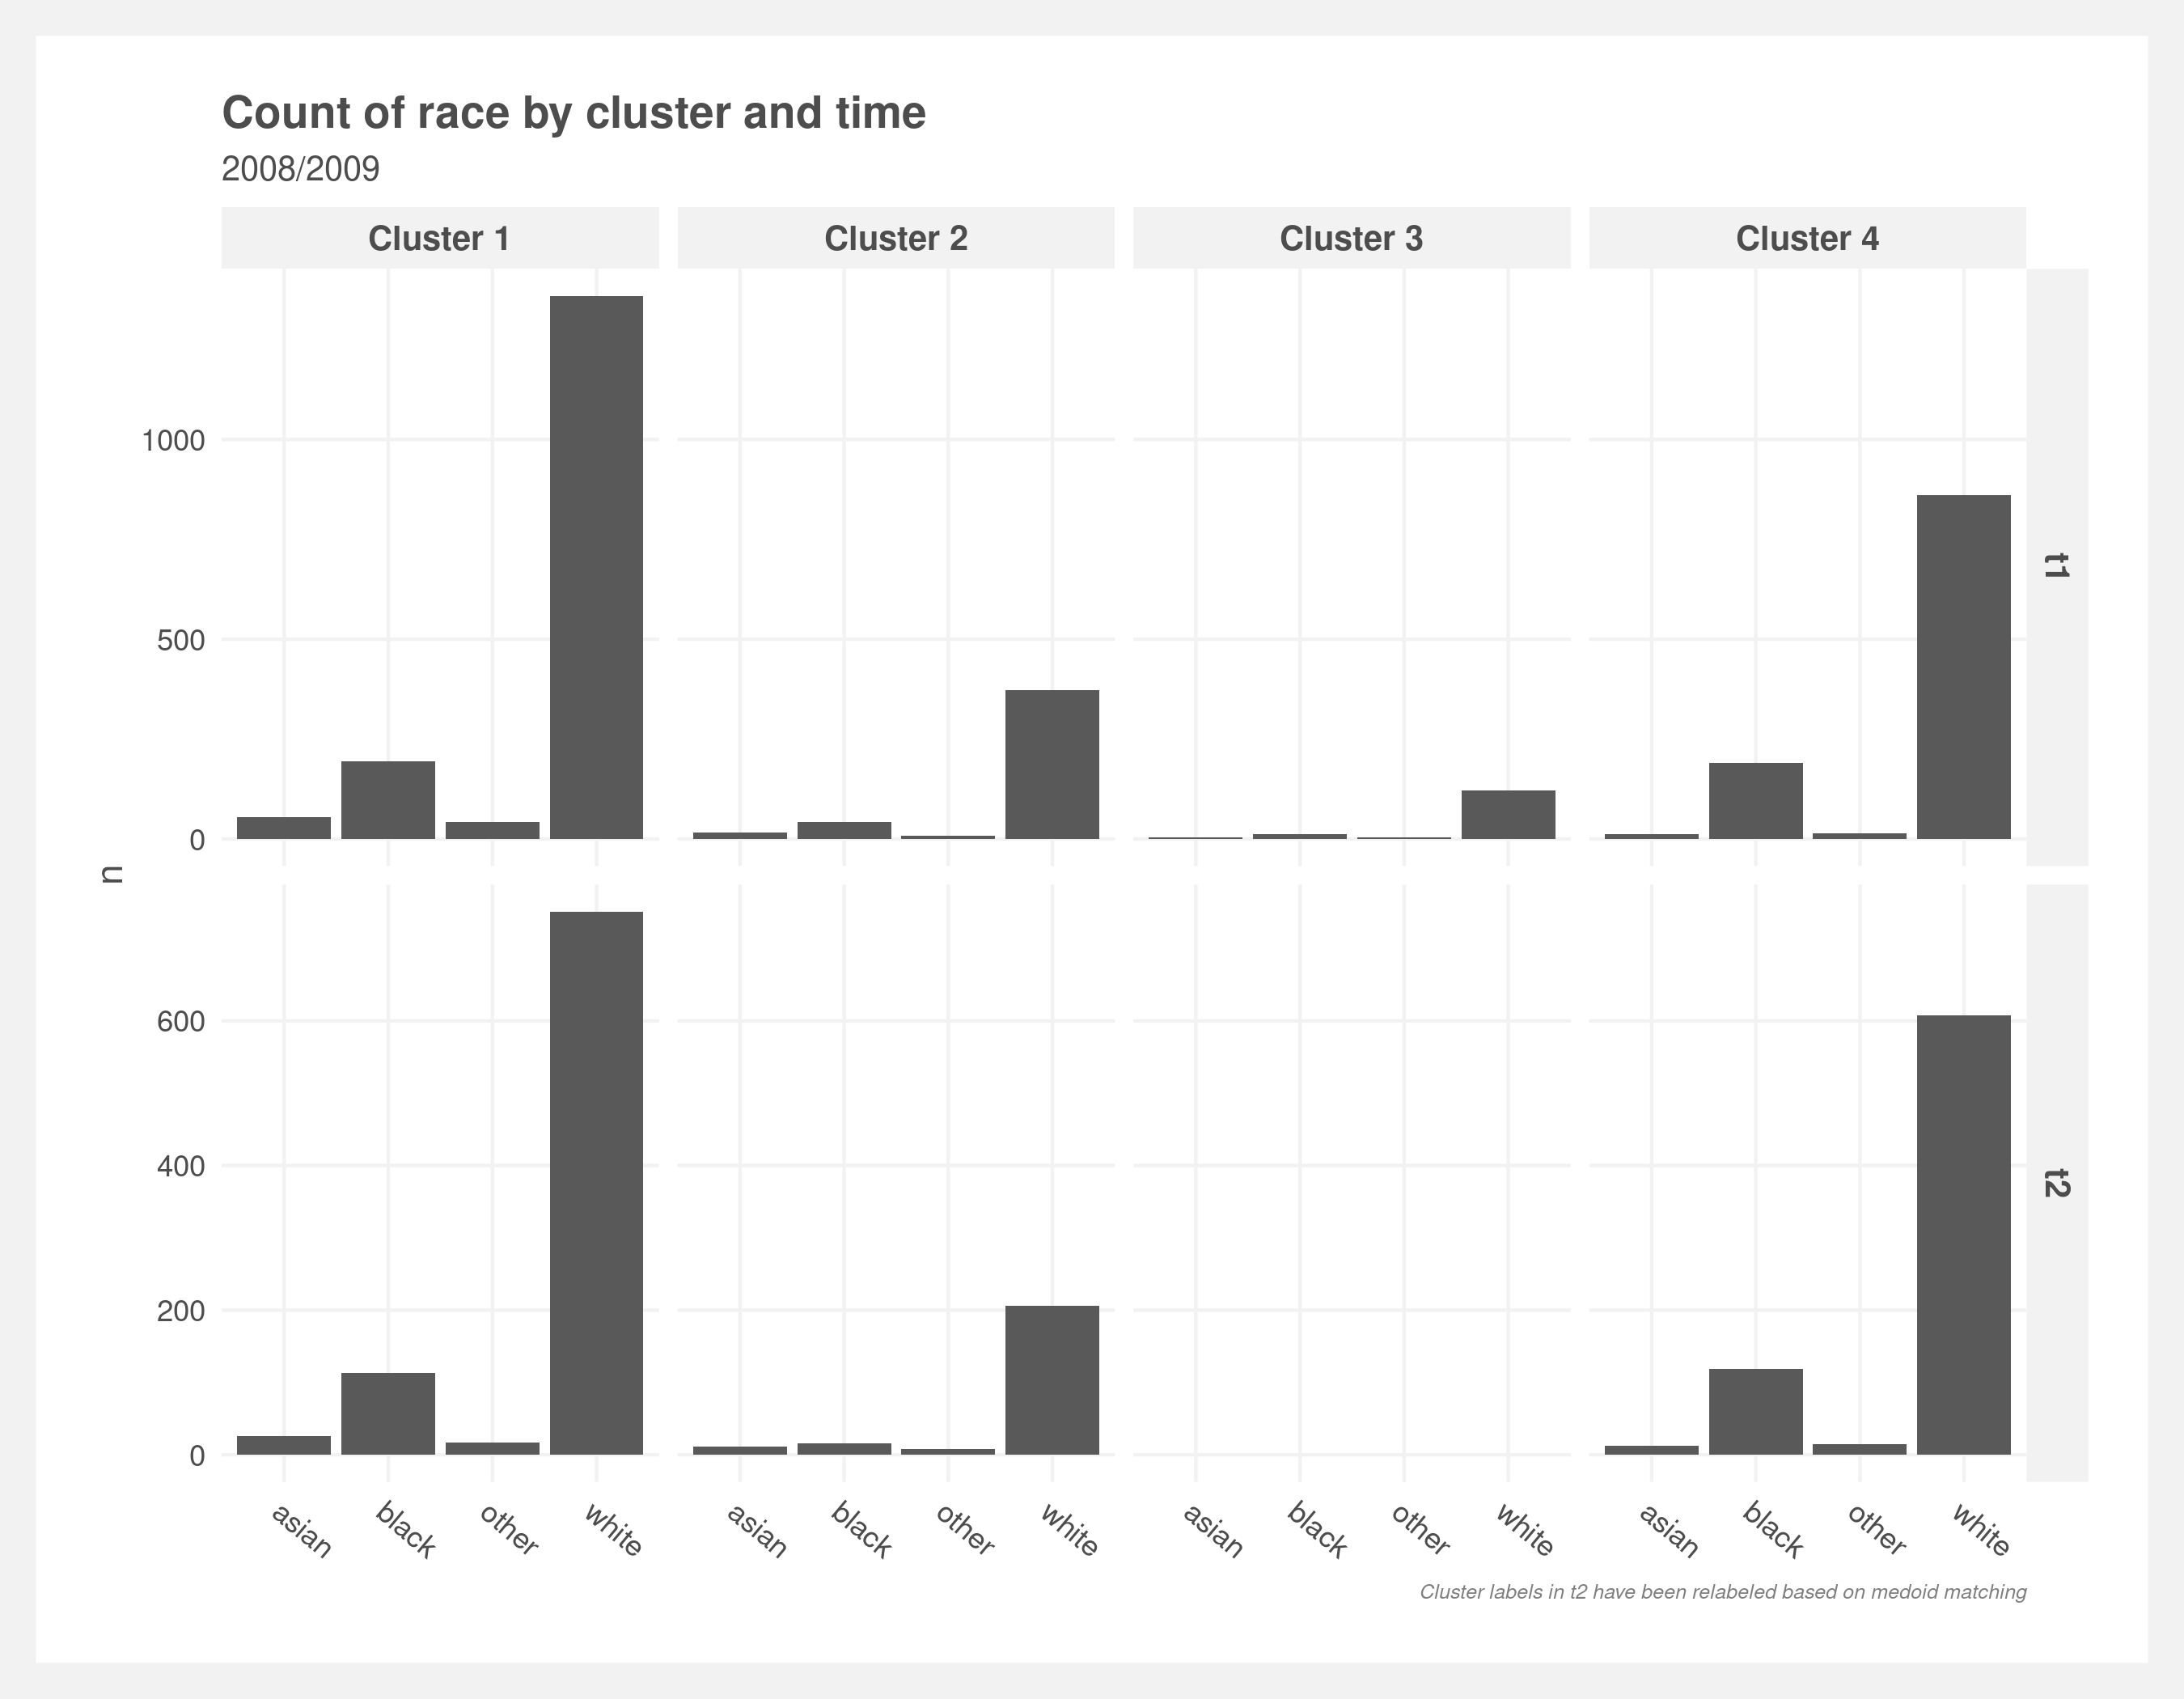 Count of race by cluster and time
2008/2009
Cluster 1
Cluster 2
Cluster 3
Cluster 4
1000
500
0
t1
n
600
400
200
0
t2
asian
black
other
white
asian
black
other
white
asian
black
other
white
asian
black
other
white
Cluster labels in t2 have been relabeled based on medoid matching